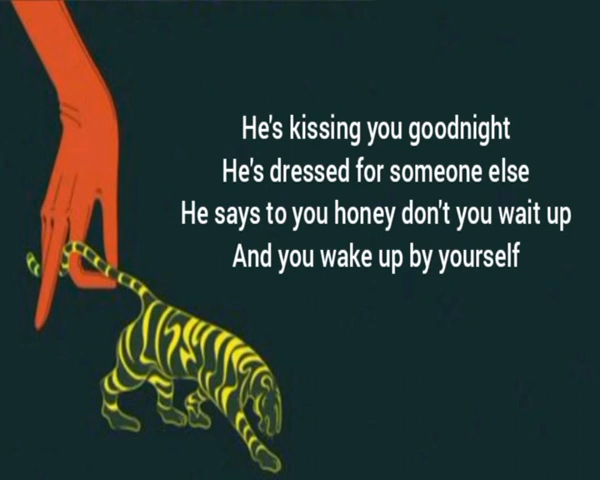 He's kissing you goodnight
He's dressed for someone else
He says to you honey don't you wait up
And you wake up by yourself